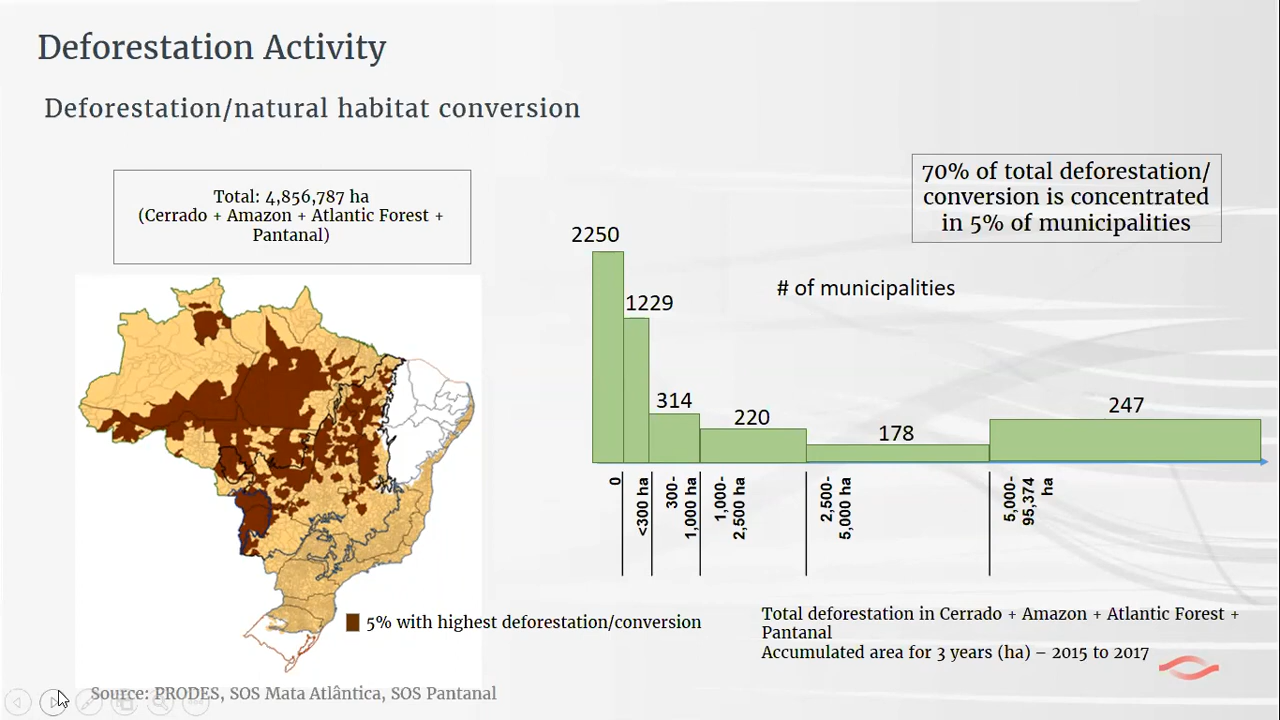 Deforestation Activity
Deforestation/natural habitat conversion
Total: 4,856,787 ha
(Cerrado + Amazon + Atlantic Forest +
Pantanal)
70% of total deforestation/
conversion is concentrated
in 5% of municipalities
# of municipalities
2250
1229
314
220
178
247
0
<300 ha
300-
1,000 ha
1,000-
2,500 ha
2,500-
5,000 ha
5,000-
95,374
ha
5% with highest deforestation/conversion
Total deforestation in Cerrado + Amazon + Atlantic Forest +
Pantanal
Accumulated area for 3 years (ha) – 2015 to 2017
Source: PRODES, SOS Mata Atlântica, SOS Pantanal